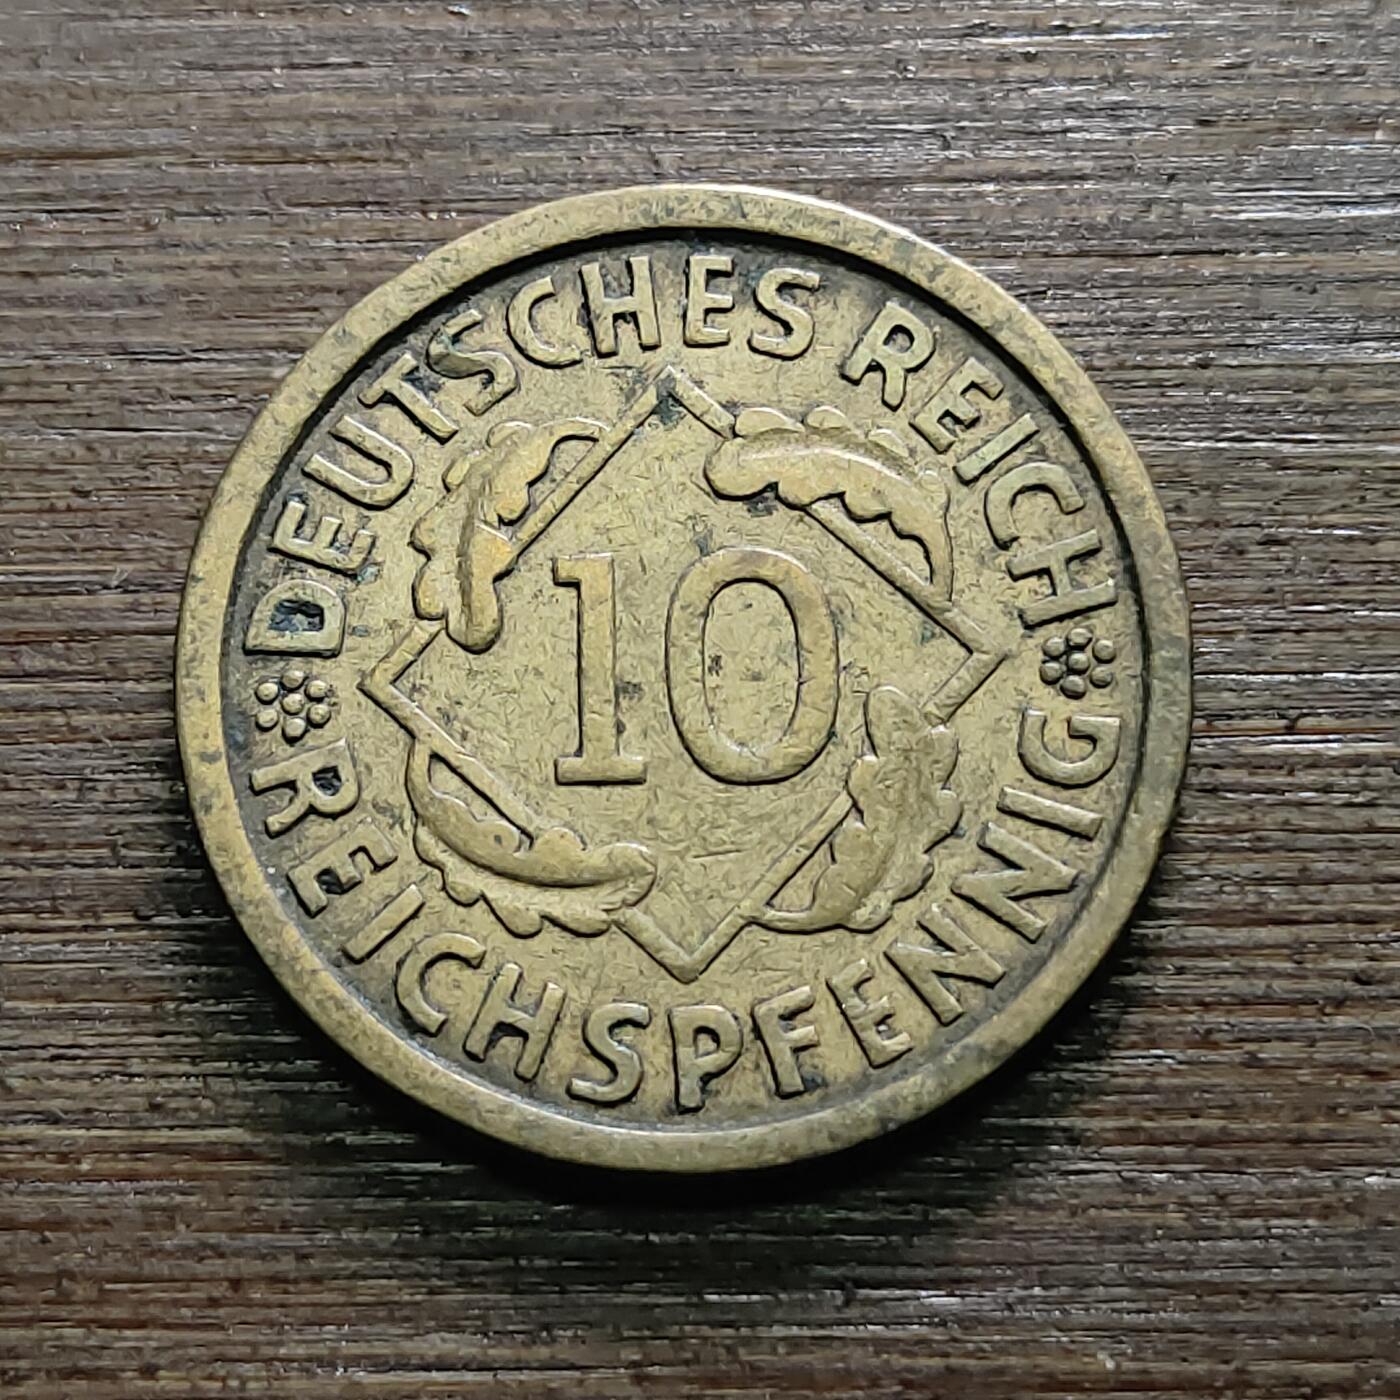 DEUTSCHES REICH
10
REICHSPFENNIG